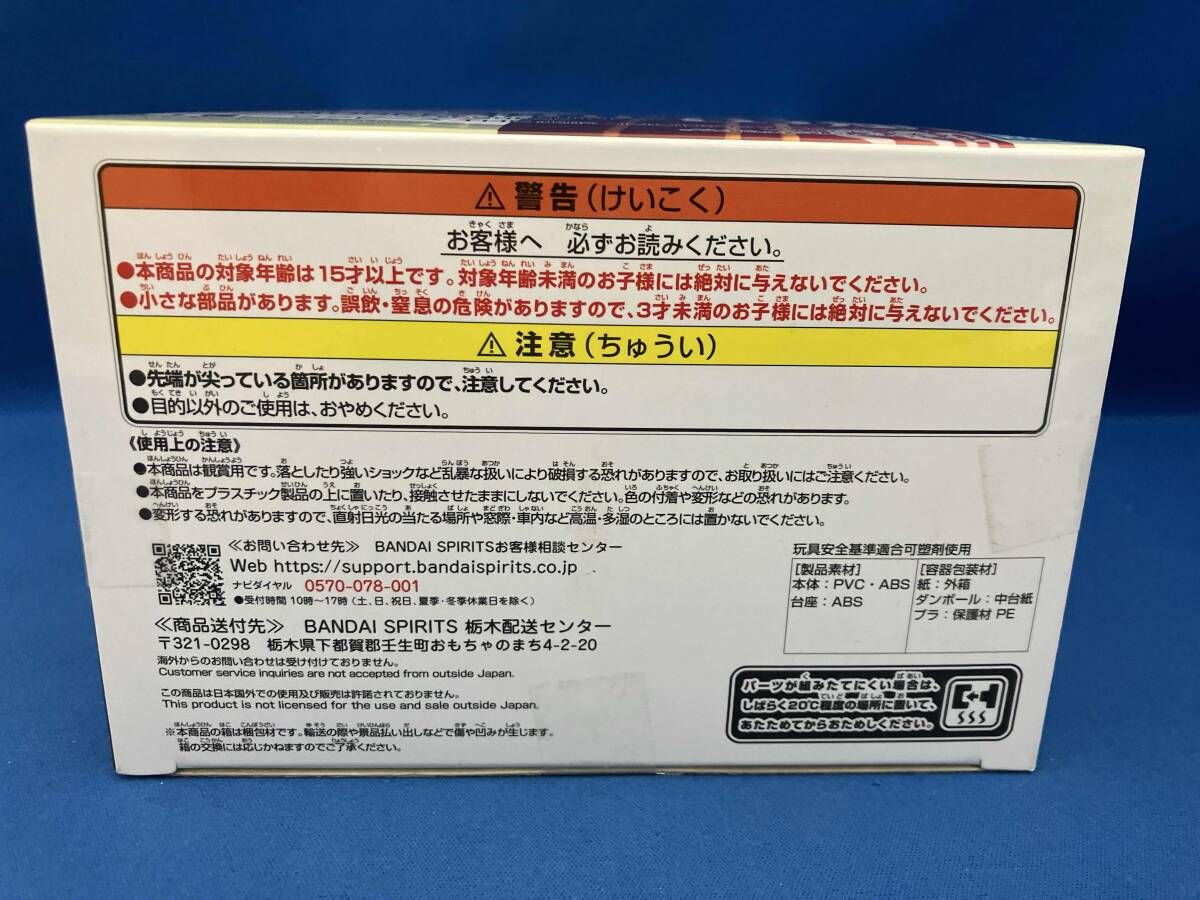 ⚠警告(けいこく)
お客様へ 必ずお読みください。
●本商品の対象年齢は15才以上です。対象年齢未満のお子様には絶対に与えないでください。
●小さな部品があります。誤飲・窒息の危険がありますので、3才未満のお子様には絶対に与えないでください。
⚠注意(ちゅうい)
●先端が尖っている箇所がありますので、注意してください。
●目的以外のご使用は、おやめください。
《使用上の注意》
●本商品は観賞用です。落としたり強いショックなど乱暴な扱いにより破損する恐れがありますので、お取り扱いにはご注意ください。
●本商品をプラスチック製品の上に置いたり、接触させたままにしないでください。色の付着や変形などの恐れがあります。
●変形する恐れがありますので、直射日光の当たる場所や窓際・車内など高温・多湿のところには置かないでください。
≪お問い合わせ先≫ BANDAI SPIRITSお客様相談センター
Web https://support.bandaispirits.co.jp
ナビダイヤル 0570-078-001
●受付時間 10時〜17時(土、日、祝日、夏季・冬季休業日を除く)
≪商品送付先≫ BANDAI SPIRITS 栃木配送センター
〒321-0298 栃木県下都賀郡壬生町おもちゃのまち4-2-20
海外からのお問い合わせは受け付けておりません。
Customer service inquiries are not accepted from outside Japan.
この商品は日本国外での使用及び販売は許諾されておりません。
This product is not licensed for the use and sale outside Japan.
※本商品の箱は梱包材です。輸送の際や景品払い出しなどで傷や凹みが生じます。
箱の交換には応じかねますのでご了承ください。
玩具安全基準適合可塑剤使用
[製品素材]
本体:PVC・ABS
台座:ABS
[容器包装材]
紙:外箱
ダンボール:中台紙
プラ:保護材 PE
パーツが組みたてにくい場合は、
しばらく20℃程度の場所に置いて、
あたためてからおためしください。